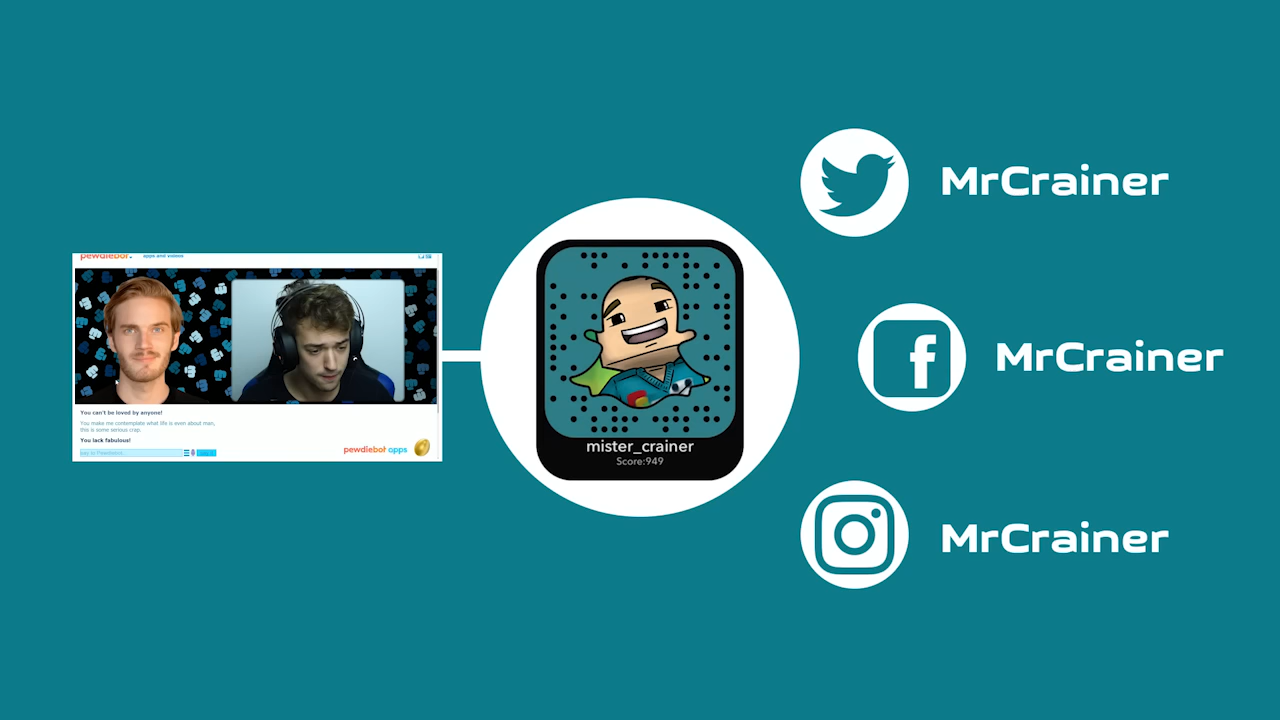 pewdiebot.
apps and videos
You can't be loved by anyone!
You make me contemplate what life is even about man,
this is some serious crap.
You lack fabulous!
pewdiebot apps
mister_crainer
Score:949
MrCrainer
MrCrainer
MrCrainer